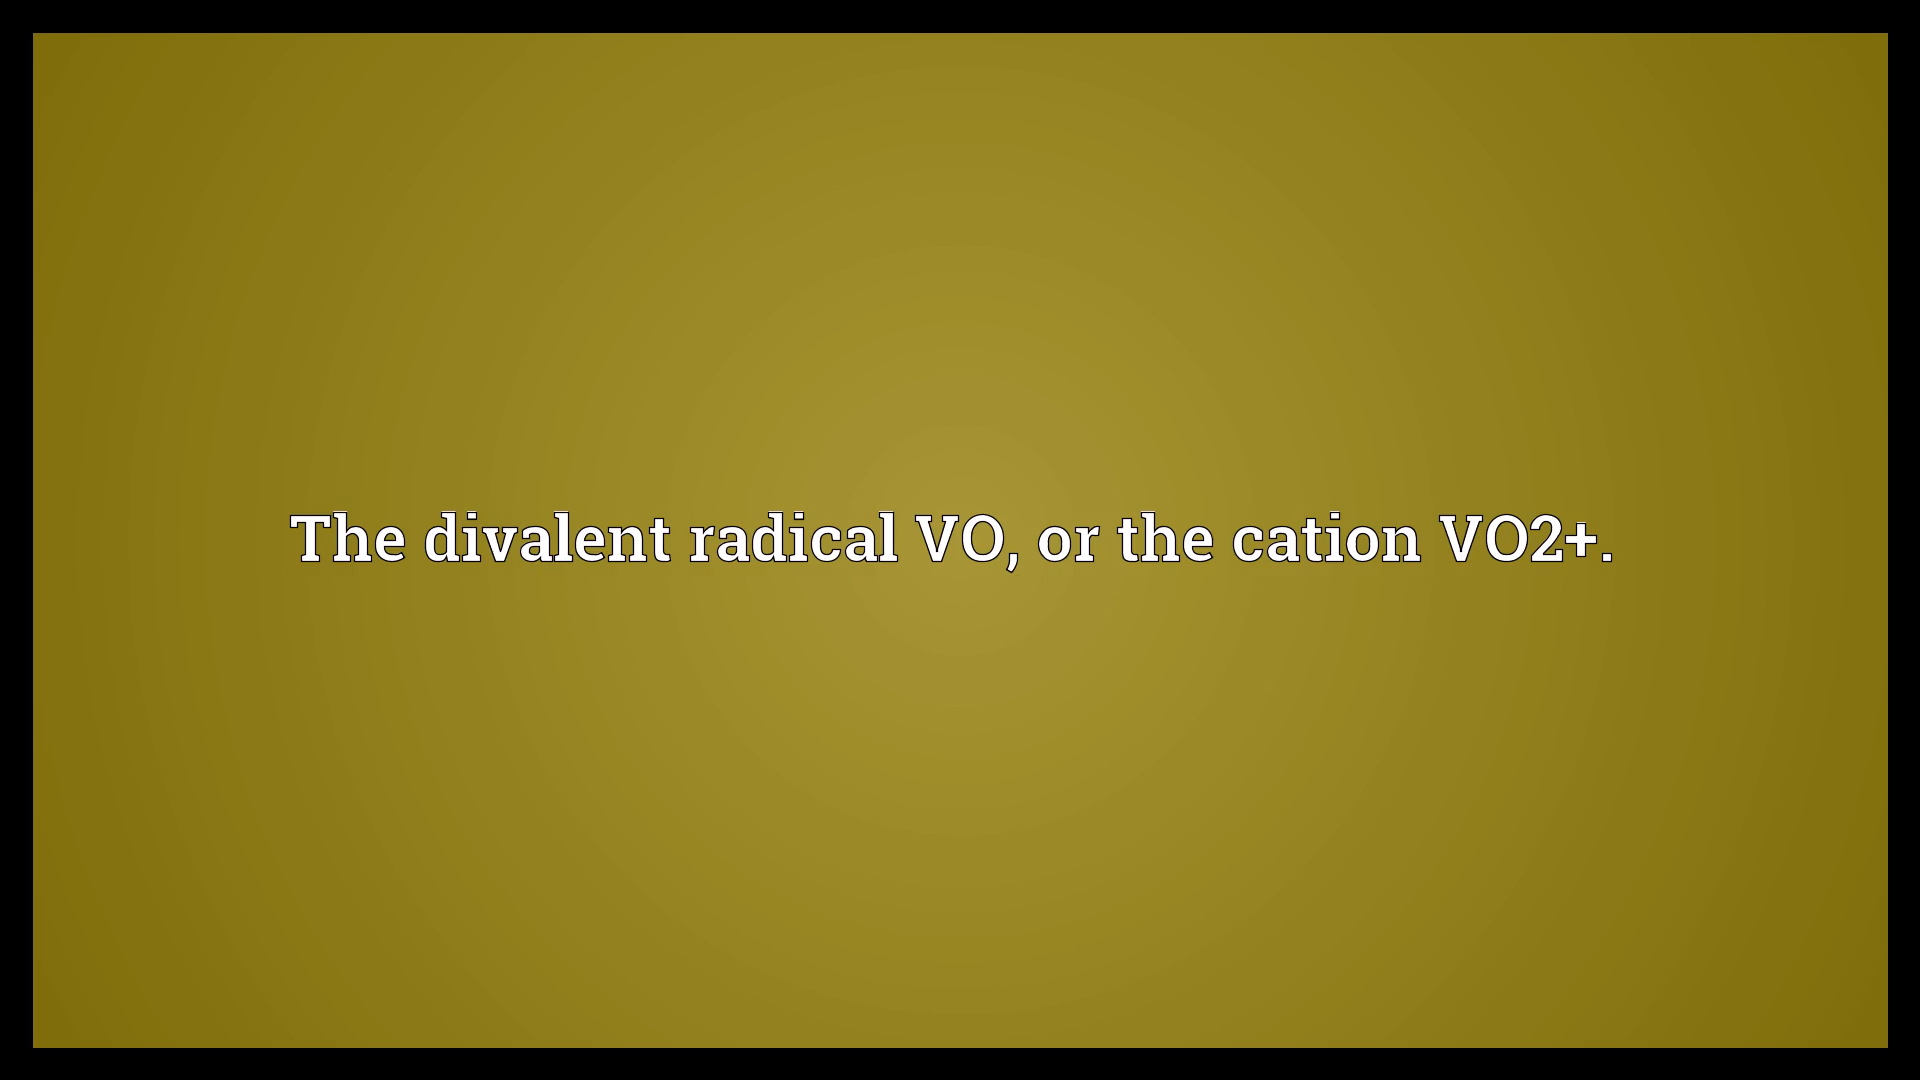 The divalent radical VO, or the cation VO2+.